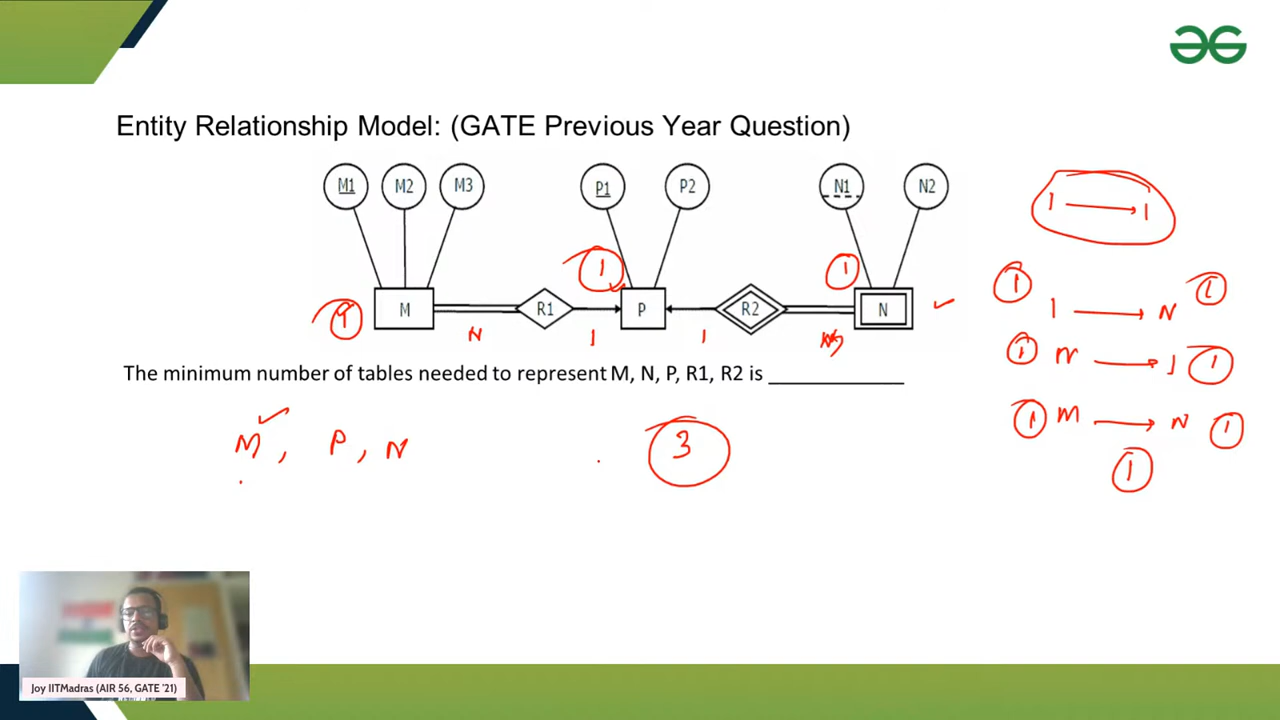 Entity Relationship Model: (GATE Previous Year Question)
M1 M2 M3 P1 P2 N1 N2
1 → 1
1 1 1
1 1 → N 1
M R1 P R2 N
N 1 1
1 N → 1 1
The minimum number of tables needed to represent M, N, P, R1, R2 is ____________
1 M → N 1
M, P, N 3
1
Joy IITMadras (AIR 56, GATE '21)